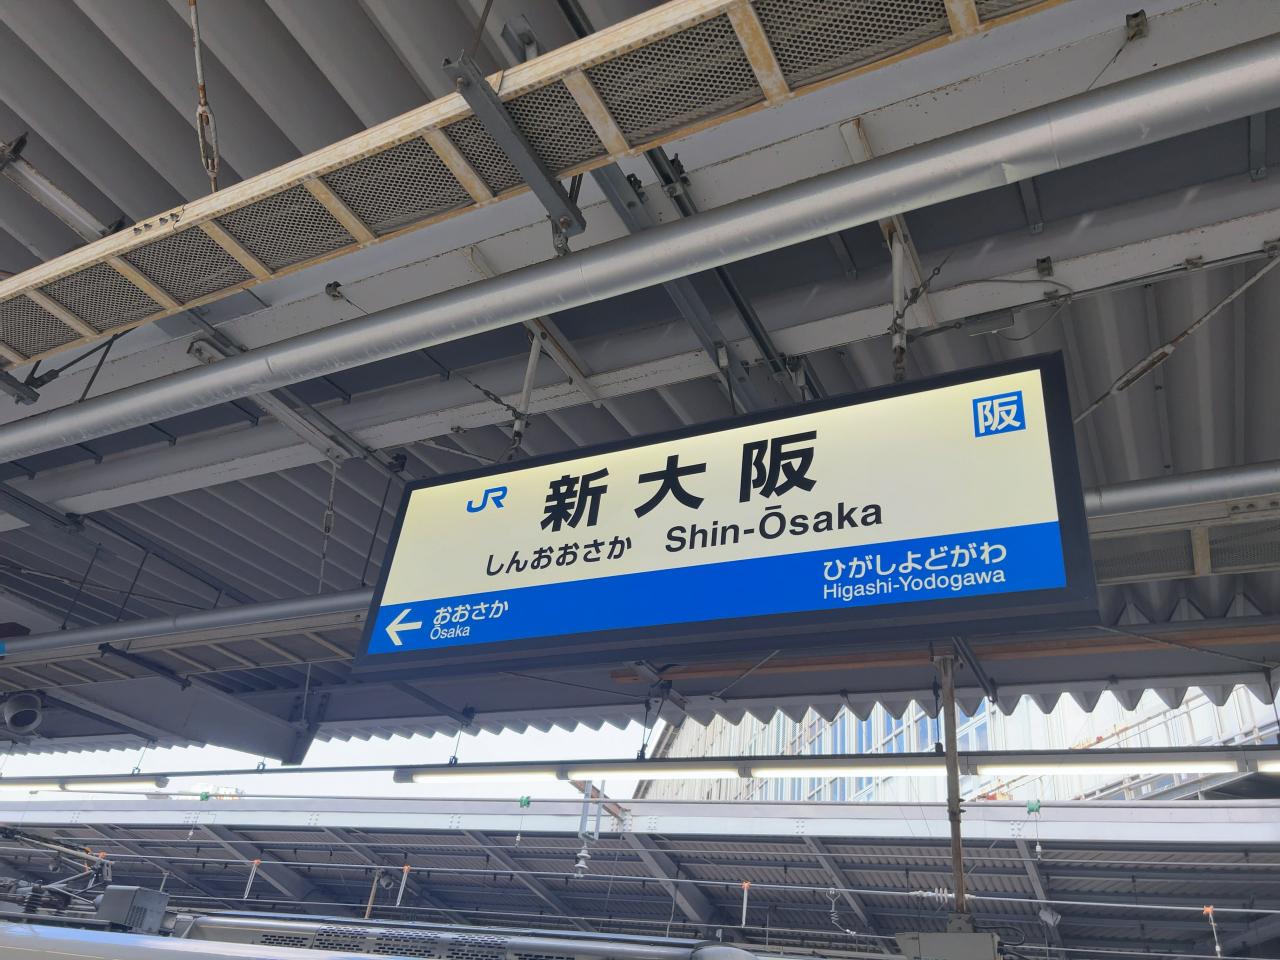 JR 新大阪 阪
しんおおさか Shin-Ōsaka
← おおさか
Ōsaka
ひがしよどがわ
Higashi-Yodogawa